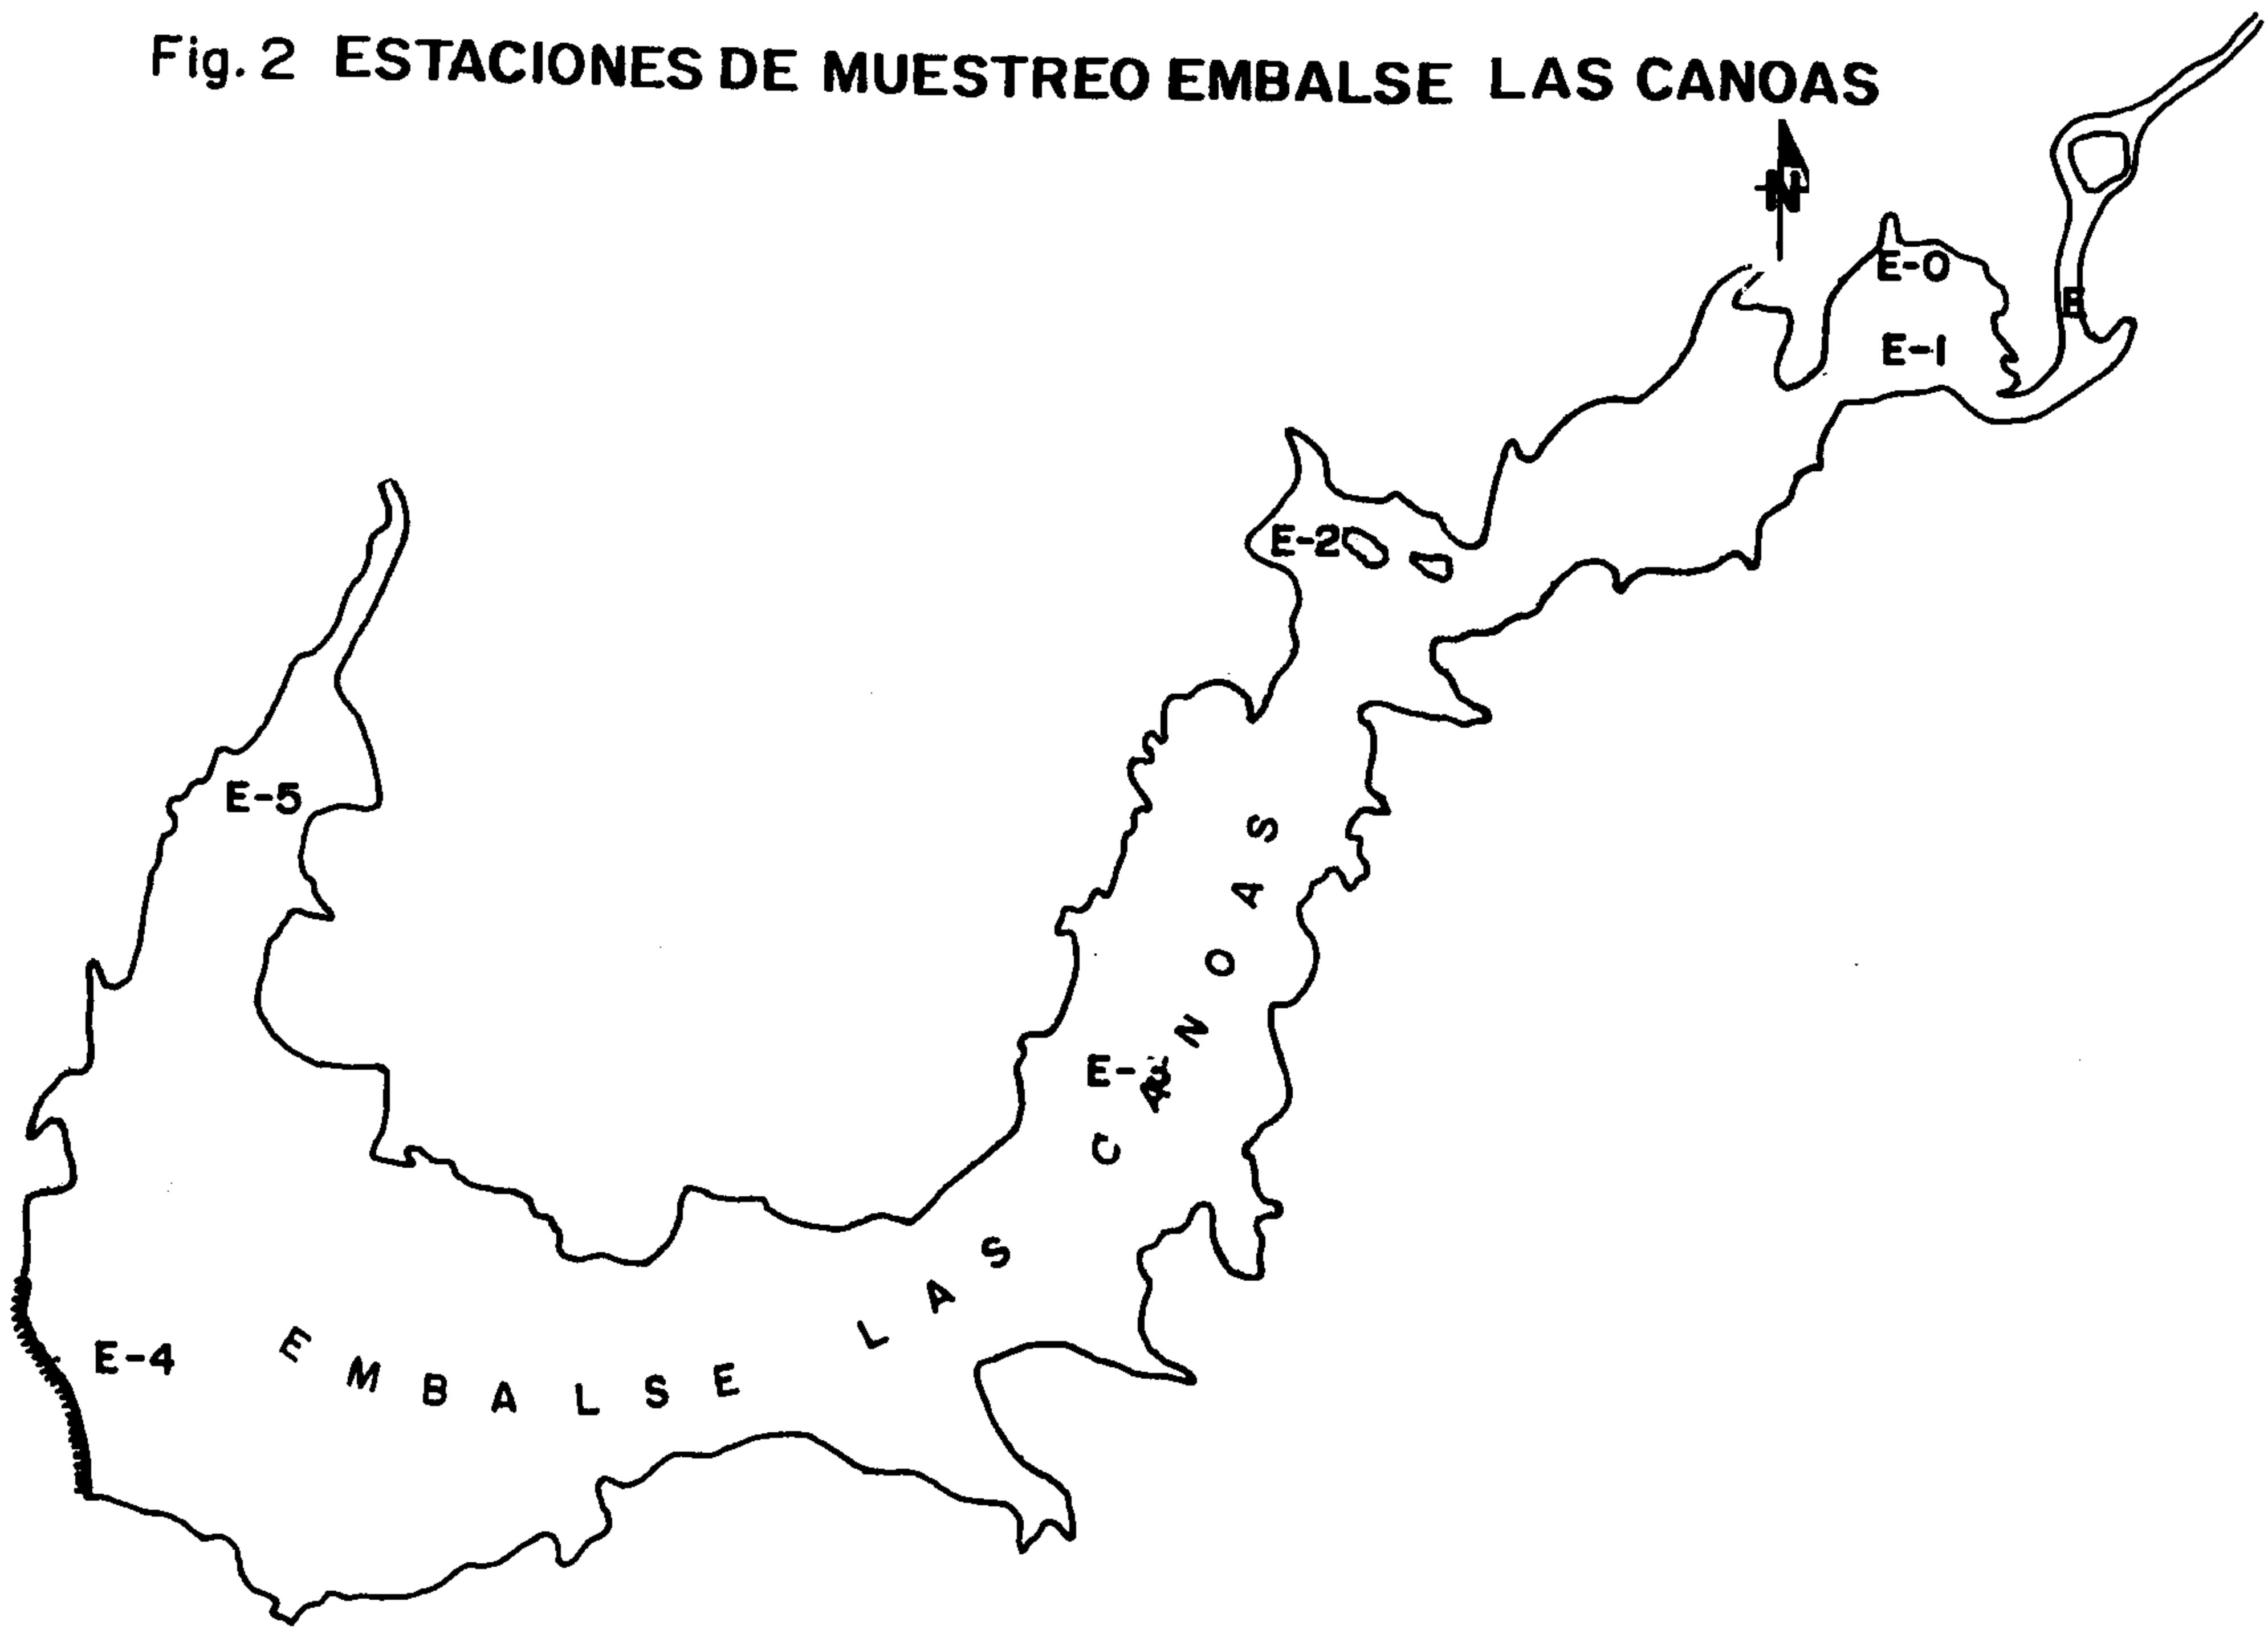 Fig. 2 ESTACIONES DE MUESTREO EMBALSE LAS CANOAS
N
E-0
E-1
E-2
E-5
E-4
EMBALSE LAS CANOAS